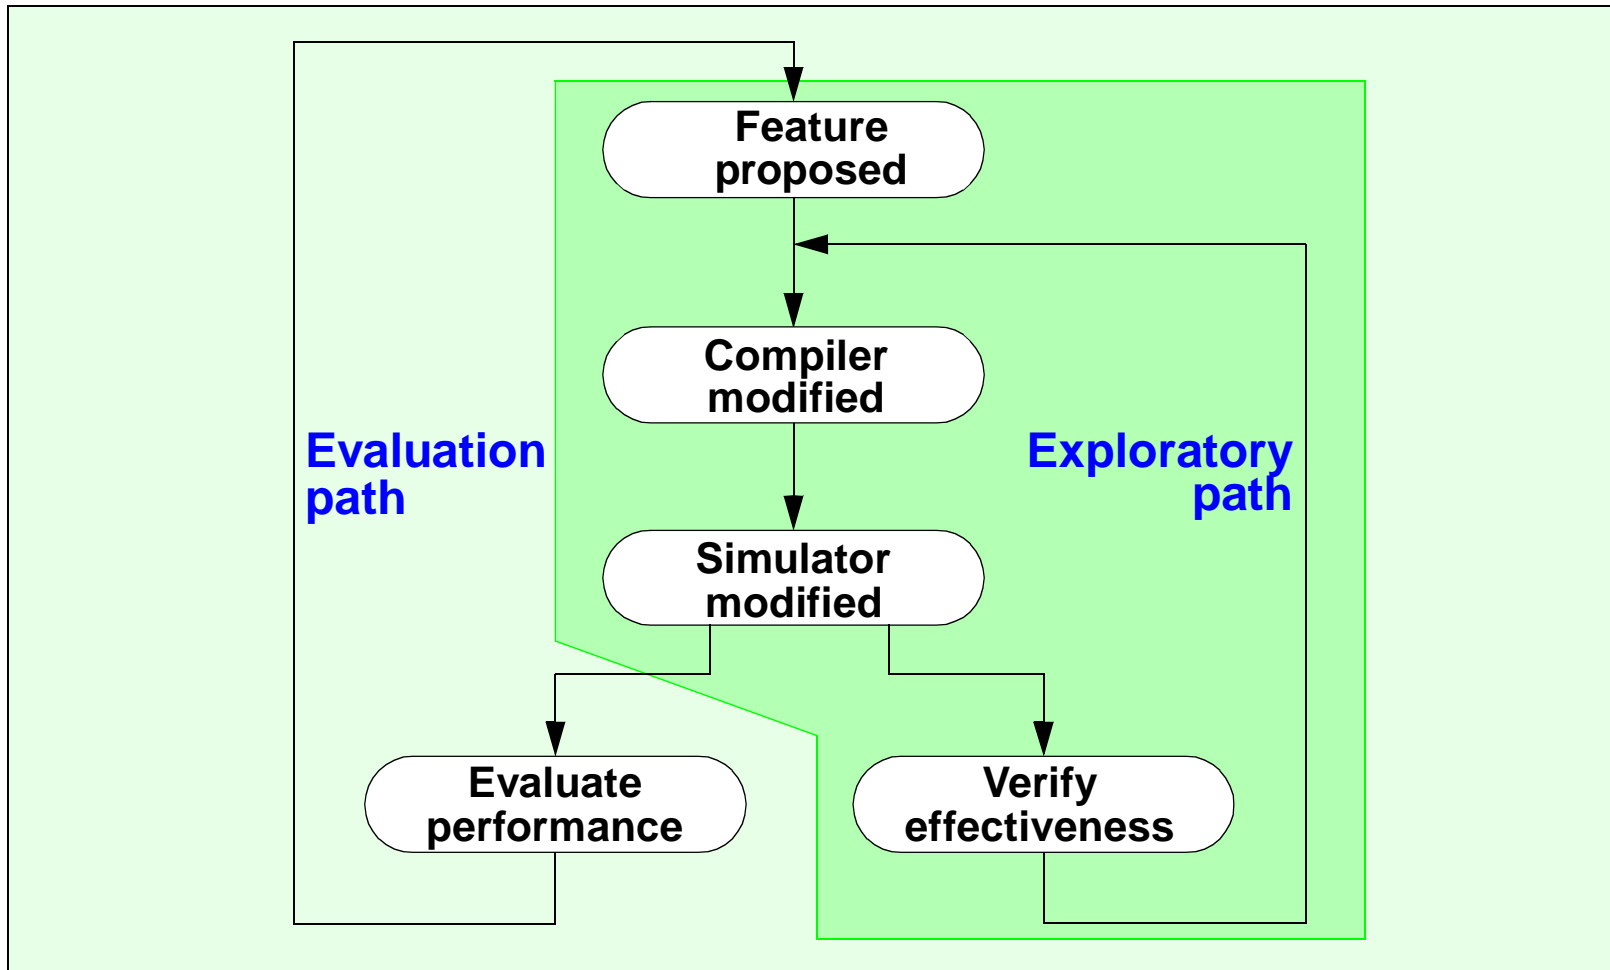 Feature
proposed
Compiler
modified
Evaluation
path
Exploratory
path
Simulator
modified
Evaluate
performance
Verify
effectiveness